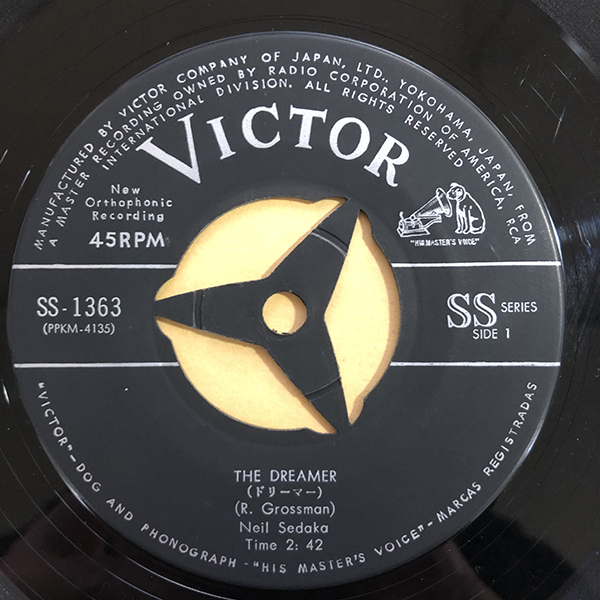 MANUFACTURED BY VICTOR COMPANY OF JAPAN, LTD., YOKOHAMA, JAPAN, FROM
A MASTER RECORDING OWNED BY RADIO CORPORATION OF AMERICA, RCA
INTERNATIONAL DIVISION. ALL RIGHTS RESERVED
VICTOR
New
Orthophonic
Recording
45RPM
"HIS MASTER'S VOICE"
SS-1363
(PPKM-4135)
SS SERIES
SIDE 1
THE DREAMER
(ドリーマー)
(R. Grossman)
Neil Sedaka
Time 2: 42
"VICTOR"-DOG AND PHONOGRAPH-"HIS MASTER'S VOICE"-MARCAS REGISTRADAS